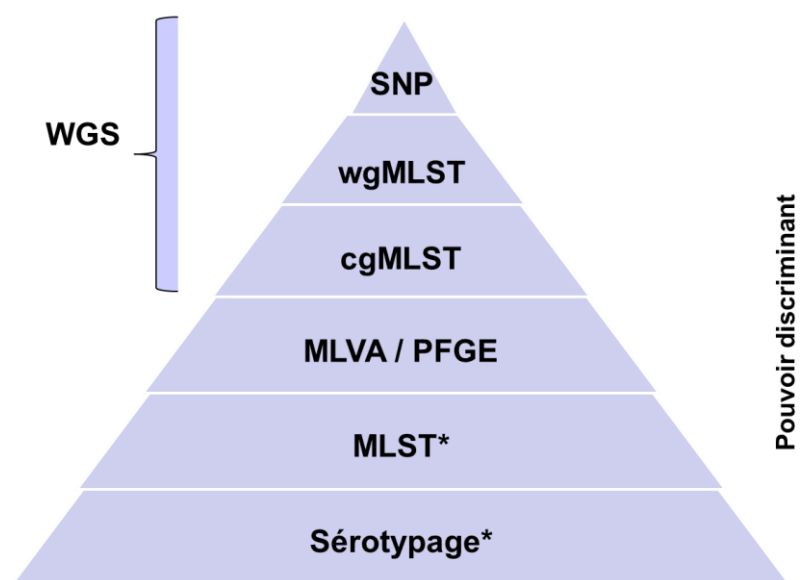 SNP
WGS
wgMLST
cgMLST
MLVA / PFGE
MLST*
Sérotypage*
Pouvoir discriminant